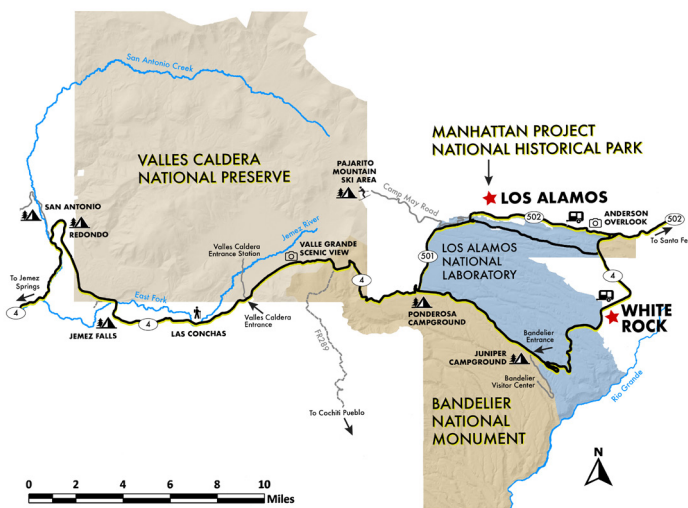 San Antonio Creek
VALLES CALDERA
NATIONAL PRESERVE
MANHATTAN PROJECT
NATIONAL HISTORICAL PARK
PAJARITO
MOUNTAIN
SKI AREA
Camp May Road
LOS ALAMOS
502
ANDERSON
OVERLOOK
502
To Santa Fe
SAN ANTONIO
REDONDO
Jemez River
Valles Caldera
Entrance Station
VALLE GRANDE
SCENIC VIEW
501
LOS ALAMOS
NATIONAL
LABORATORY
4
4
To Jemez
Springs
4
East Fork
JEMEZ FALLS
4
LAS CONCHAS
Valles Caldera
Entrance
FR289
PONDEROSA
CAMPGROUND
WHITE
ROCK
Bandelier
Entrance
JUNIPER
CAMPGROUND
Bandelier
Visitor Center
Rio Grande
To Cochiti Pueblo
BANDELIER
NATIONAL
MONUMENT
N
0 2 4 6 8 10
Miles